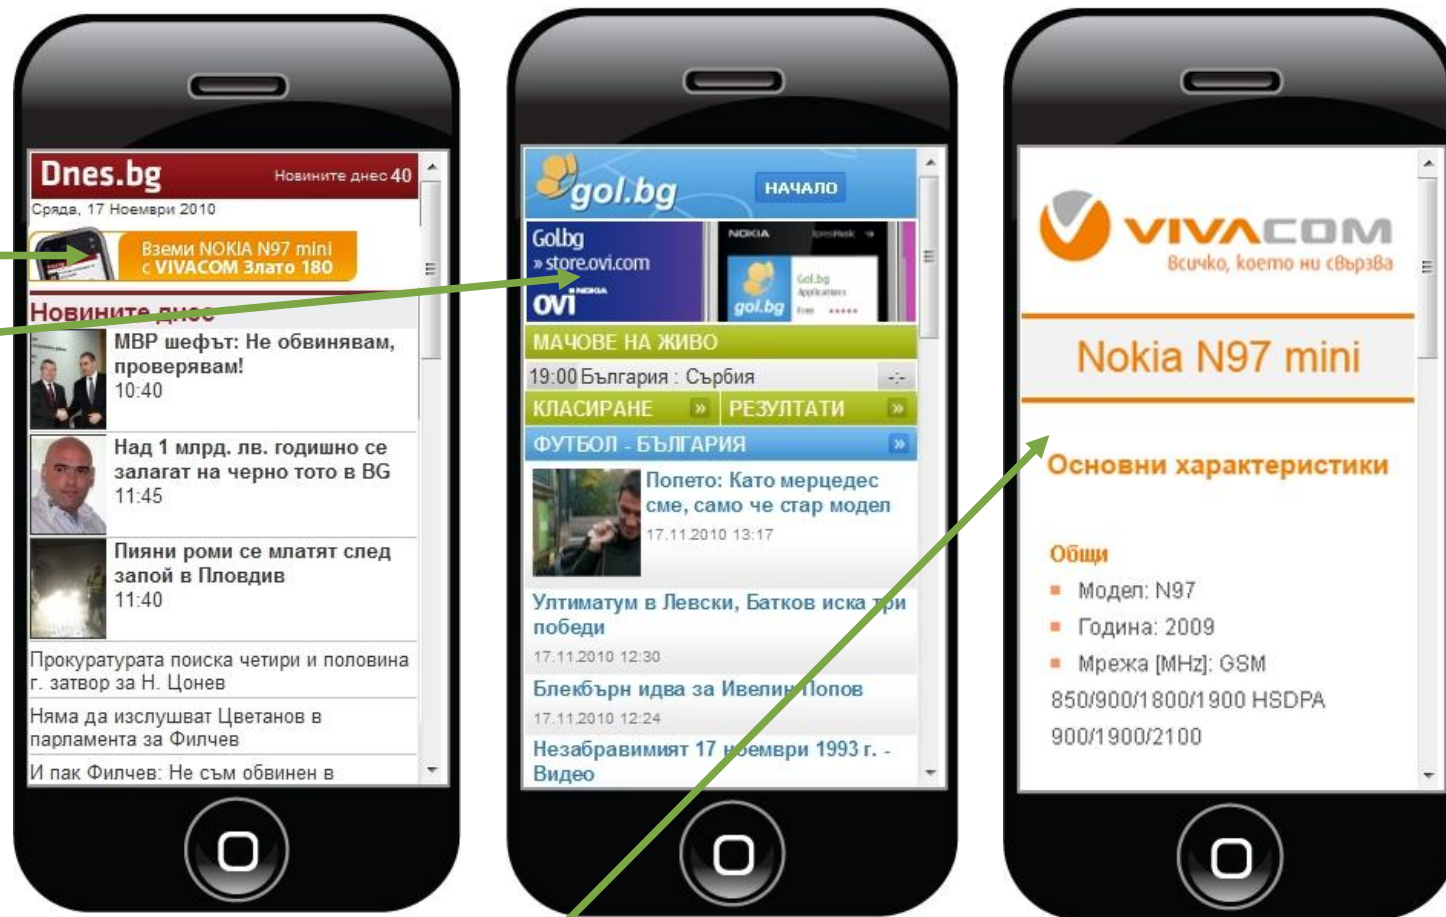 Dnes.bg
Новините днес 40
Сряда, 17 Ноември 2010
Вземи NOKIA N97 mini
с VIVACOM Злато 180
Новините днес
МВР шефът: Не обвинявам,
проверявам!
10:40
Над 1 млрд. лв. годишно се
залагат на черно тото в BG
11:45
Пияни роми се млатят след
запой в Пловдив
11:40
Прокуратурата поиска четири и половина
г. затвор за Н. Цонев
Няма да изслушват Цветанов в
парламента за Филчев
И пак Филчев: Не съм обвинен в
gol.bg
НАЧАЛО
Golbg
» store.ovi.com
ovi NOKIA
NOKIA
XpressMusic
gol.bg
Gol.bg
Applications
Free
МАЧОВЕ НА ЖИВО
19:00 България : Сърбия -:-
КЛАСИРАНЕ »
РЕЗУЛТАТИ »
ФУТБОЛ - БЪЛГАРИЯ »
Попето: Като мерцедес
сме, само че стар модел
17.11.2010 13:17
Ултиматум в Левски, Батков иска три
победи
17.11.2010 12:30
Блекбърн идва за Ивелин Попов
17.11.2010 12:24
Незабравимият 17 ноември 1993 г. -
Видео
VIVACOM
Всичко, което ни свързва
Nokia N97 mini
Основни характеристики
Общи
Модел: N97
Година: 2009
Мрежа [MHz]: GSM
850/900/1800/1900 HSDPA
900/1900/2100